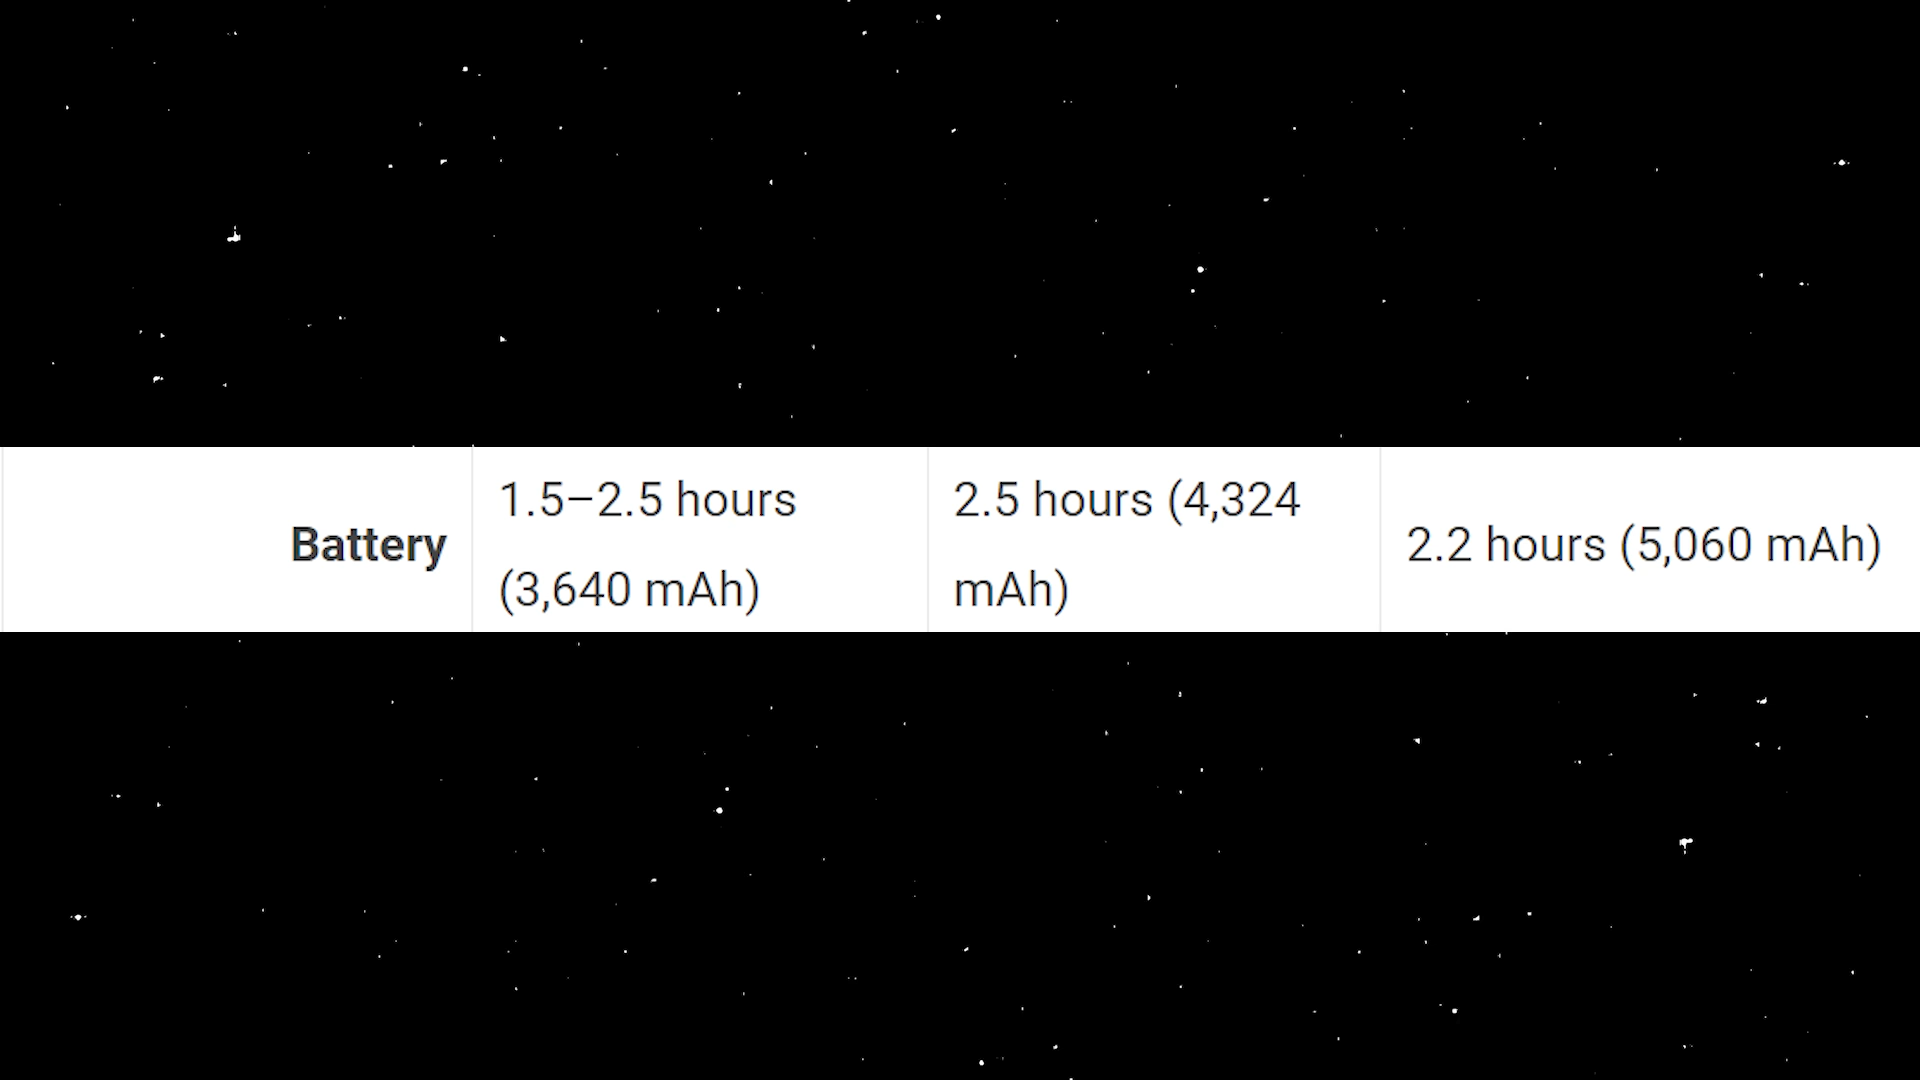 Battery
1.5–2.5 hours
(3,640 mAh)
2.5 hours (4,324
mAh)
2.2 hours (5,060 mAh)